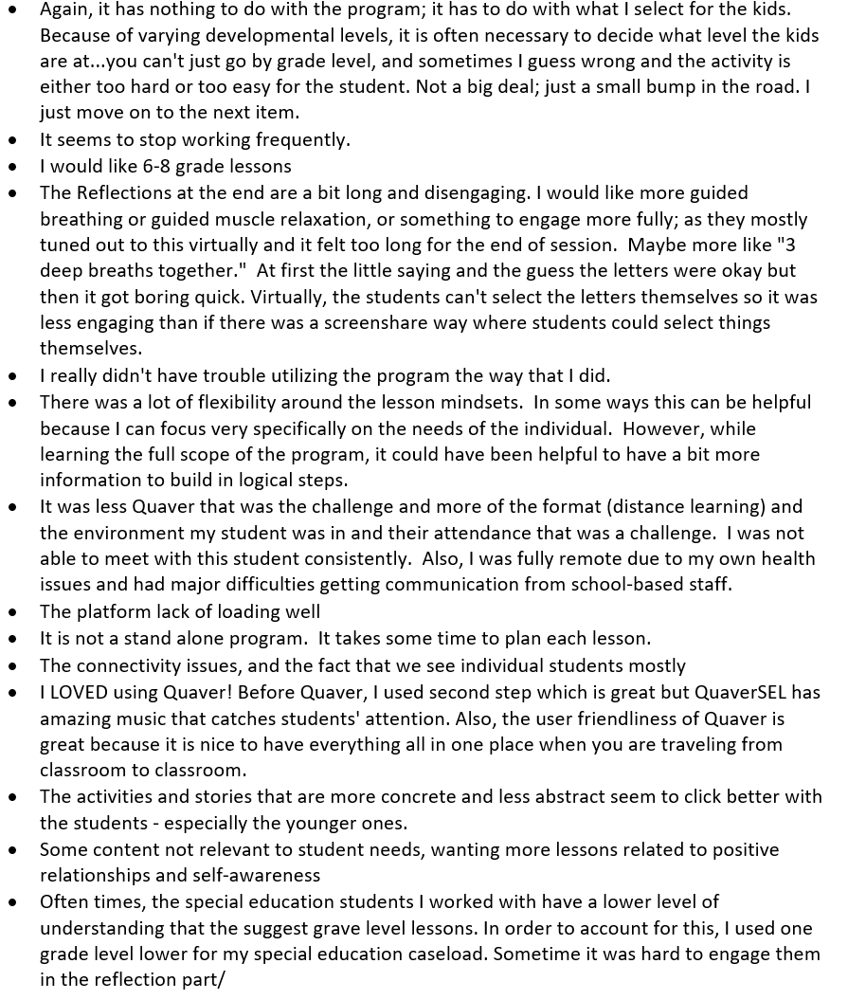 • Again, it has nothing to do with the program; it has to do with what I select for the kids.
Because of varying developmental levels, it is often necessary to decide what level the kids
are at...you can't just go by grade level, and sometimes I guess wrong and the activity is
either too hard or too easy for the student. Not a big deal; just a small bump in the road. I
just move on to the next item.
• It seems to stop working frequently.
• I would like 6-8 grade lessons
• The Reflections at the end are a bit long and disengaging. I would like more guided
breathing or guided muscle relaxation, or something to engage more fully; as they mostly
tuned out to this virtually and it felt too long for the end of session.  Maybe more like "3
deep breaths together."  At first the little saying and the guess the letters were okay but
then it got boring quick. Virtually, the students can't select the letters themselves so it was
less engaging than if there was a screenshare way where students could select things
themselves.
• I really didn't have trouble utilizing the program the way that I did.
• There was a lot of flexibility around the lesson mindsets.  In some ways this can be helpful
because I can focus very specifically on the needs of the individual.  However, while
learning the full scope of the program, it could have been helpful to have a bit more
information to build in logical steps.
• It was less Quaver that was the challenge and more of the format (distance learning) and
the environment my student was in and their attendance that was a challenge.  I was not
able to meet with this student consistently.  Also, I was fully remote due to my own health
issues and had major difficulties getting communication from school-based staff.
• The platform lack of loading well
• It is not a stand alone program.  It takes some time to plan each lesson.
• The connectivity issues, and the fact that we see individual students mostly
• I LOVED using Quaver! Before Quaver, I used second step which is great but QuaverSEL has
amazing music that catches students' attention. Also, the user friendliness of Quaver is
great because it is nice to have everything all in one place when you are traveling from
classroom to classroom.
• The activities and stories that are more concrete and less abstract seem to click better with
the students - especially the younger ones.
• Some content not relevant to student needs, wanting more lessons related to positive
relationships and self-awareness
• Often times, the special education students I worked with have a lower level of
understanding that the suggest grave level lessons. In order to account for this, I used one
grade level lower for my special education caseload. Sometime it was hard to engage them
in the reflection part/